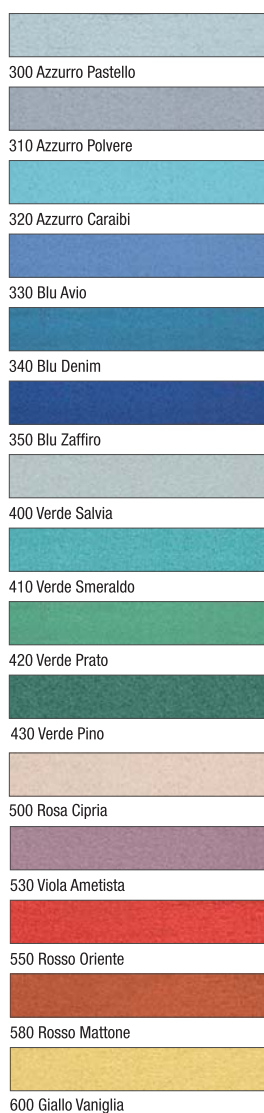 300 Azzurro Pastello
310 Azzurro Polvere
320 Azzurro Caraibi
330 Blu Avio
340 Blu Denim
350 Blu Zaffiro
400 Verde Salvia
410 Verde Smeraldo
420 Verde Prato
430 Verde Pino
500 Rosa Cipria
530 Viola Ametista
550 Rosso Oriente
580 Rosso Mattone
600 Giallo Vaniglia